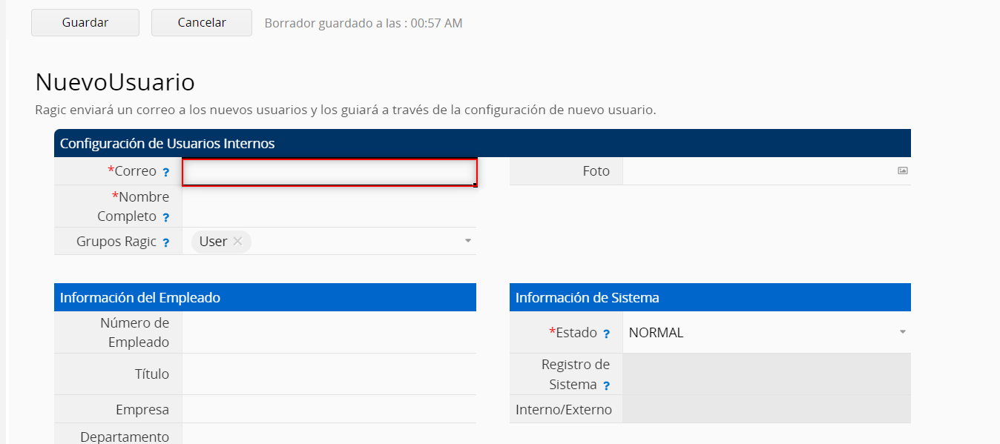 Guardar Cancelar Borrador guardado a las : 00:57 AM
NuevoUsuario
Ragic enviará un correo a los nuevos usuarios y los guiará a través de la configuración de nuevo usuario.
Configuración de Usuarios Internos
*Correo ? Foto
*Nombre
Completo ?
Grupos Ragic ? User ×
Información del Empleado
Número de
Empleado
Título
Empresa
Departamento
Información de Sistema
*Estado ? NORMAL
Registro de
Sistema ?
Interno/Externo